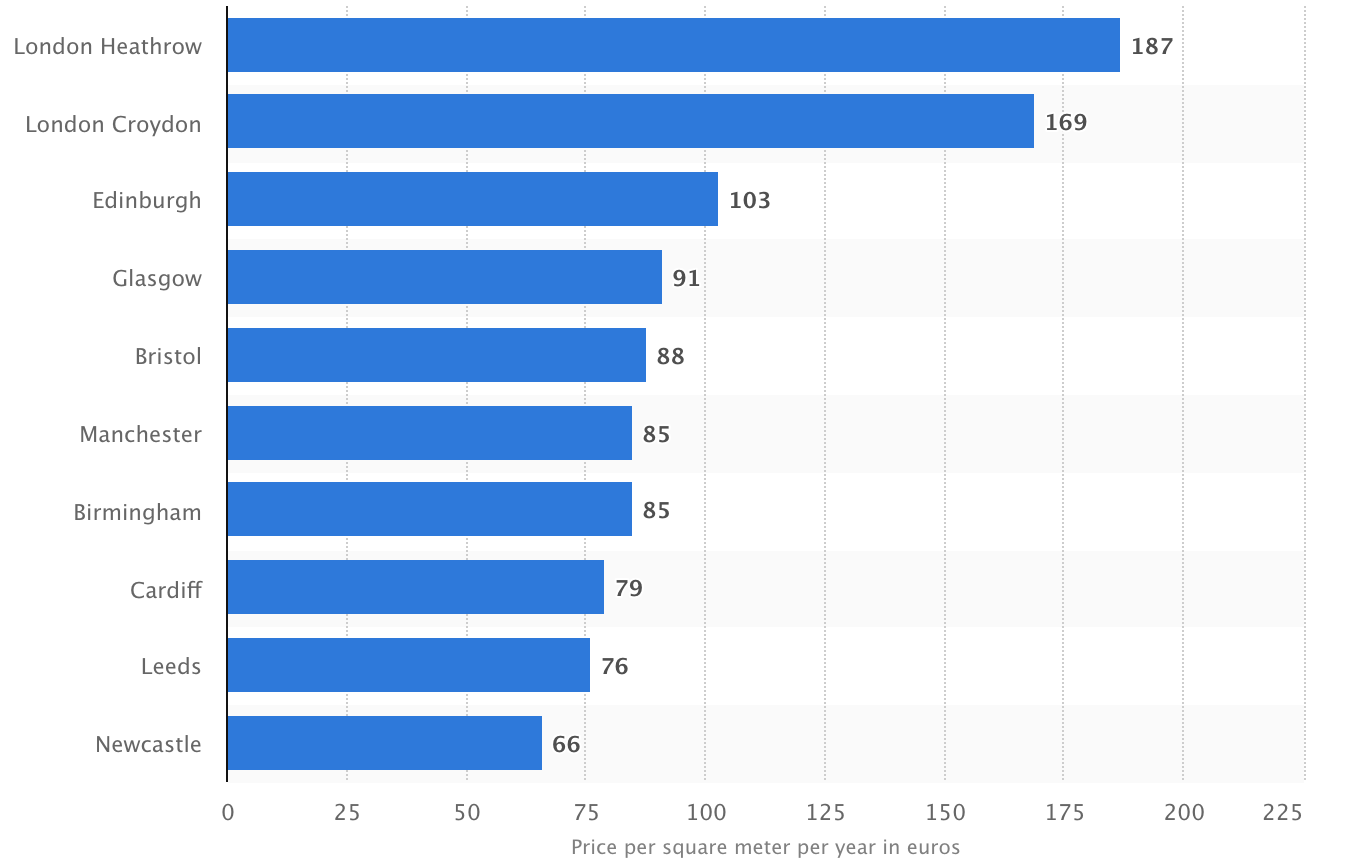 London Heathrow 187
London Croydon 169
Edinburgh 103
Glasgow 91
Bristol 88
Manchester 85
Birmingham 85
Cardiff 79
Leeds 76
Newcastle 66
0 25 50 75 100 125 150 175 200 225
Price per square meter per year in euros